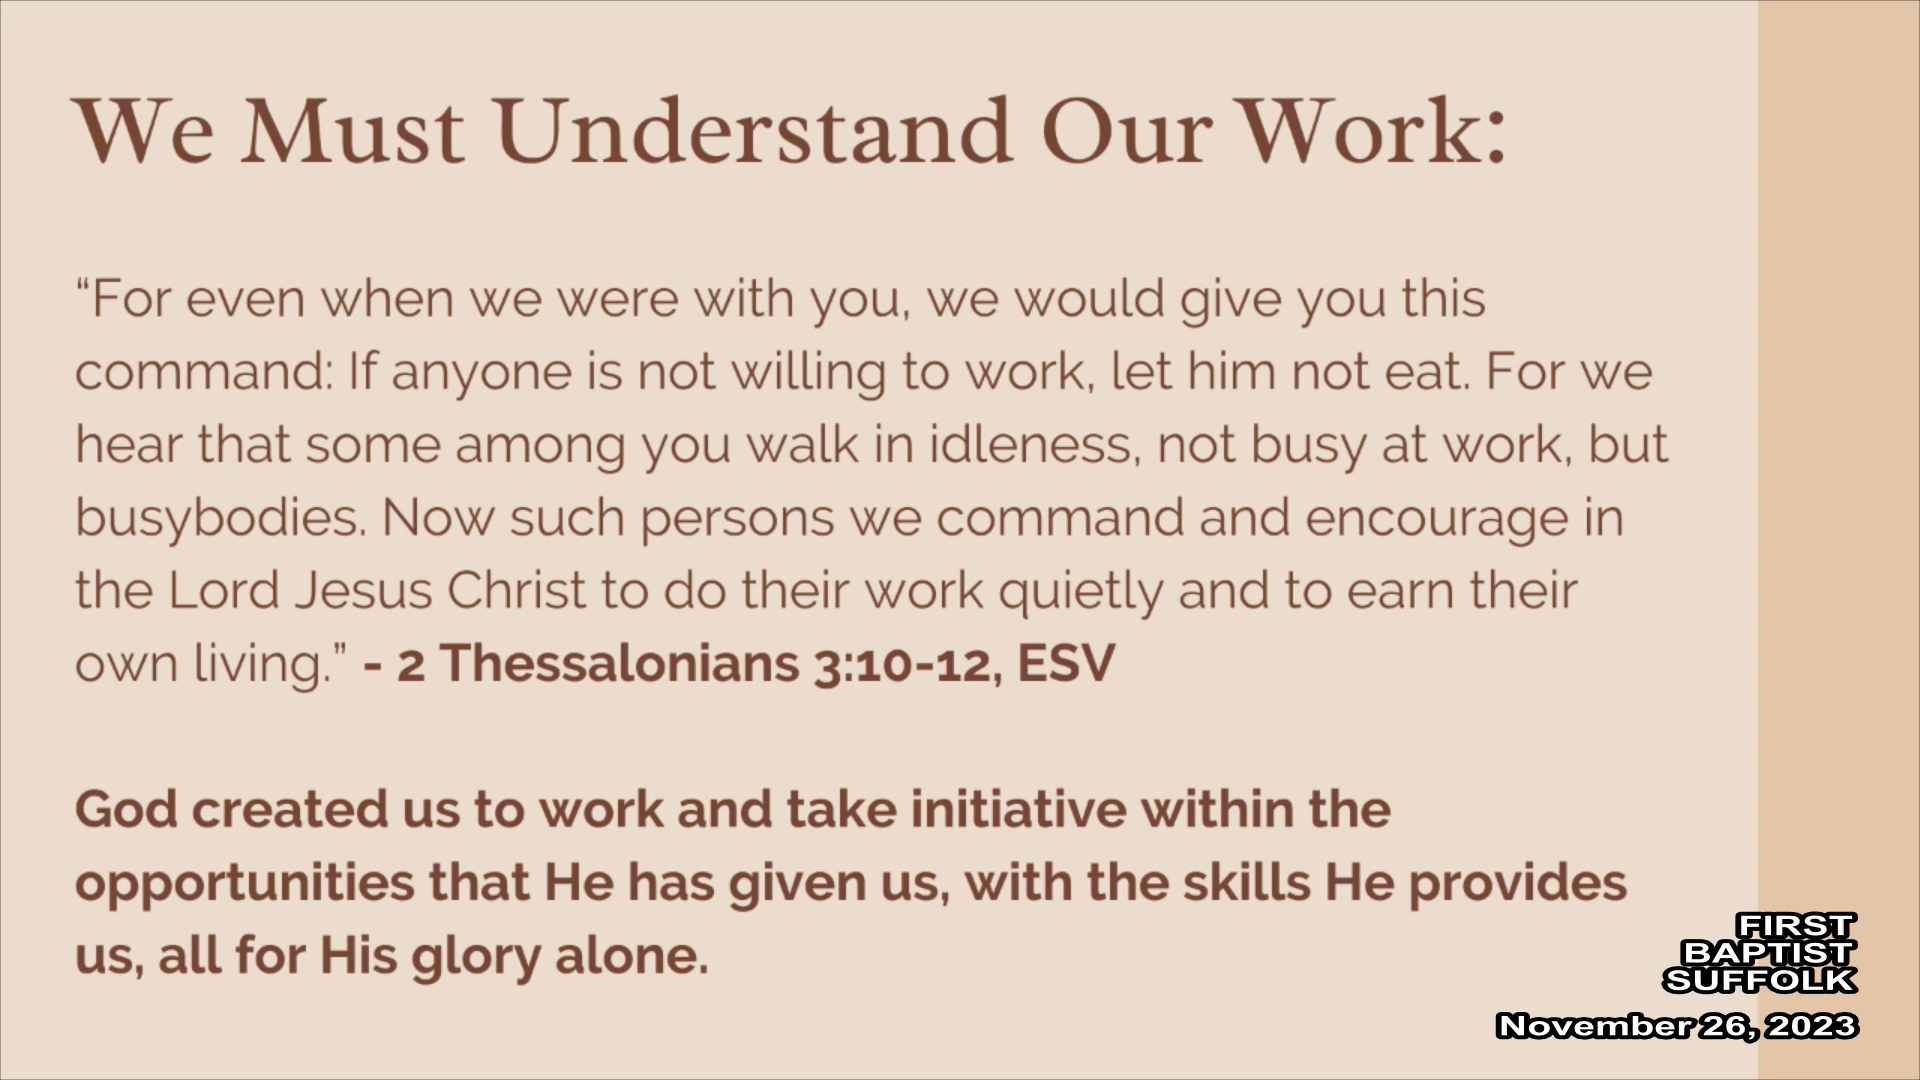 We Must Understand Our Work:
“For even when we were with you, we would give you this
command: If anyone is not willing to work, let him not eat. For we
hear that some among you walk in idleness, not busy at work, but
busybodies. Now such persons we command and encourage in
the Lord Jesus Christ to do their work quietly and to earn their
own living.” - 2 Thessalonians 3:10-12, ESV
God created us to work and take initiative within the
opportunities that He has given us, with the skills He provides
us, all for His glory alone.
FIRST
BAPTIST
SUFFOLK
November 26, 2023